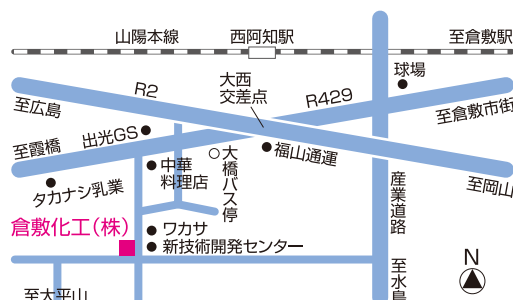 山陽本線
西阿知駅
至倉敷駅
球場
大西
交差点
R2
R429
至広島
至倉敷市街
至霞橋
出光GS
中華
料理店
大橋バス停
福山通運
タカナシ乳業
産業道路
至岡山
倉敷化工(株)
ワカサ
新技術開発センター
至水島
N
至太平山